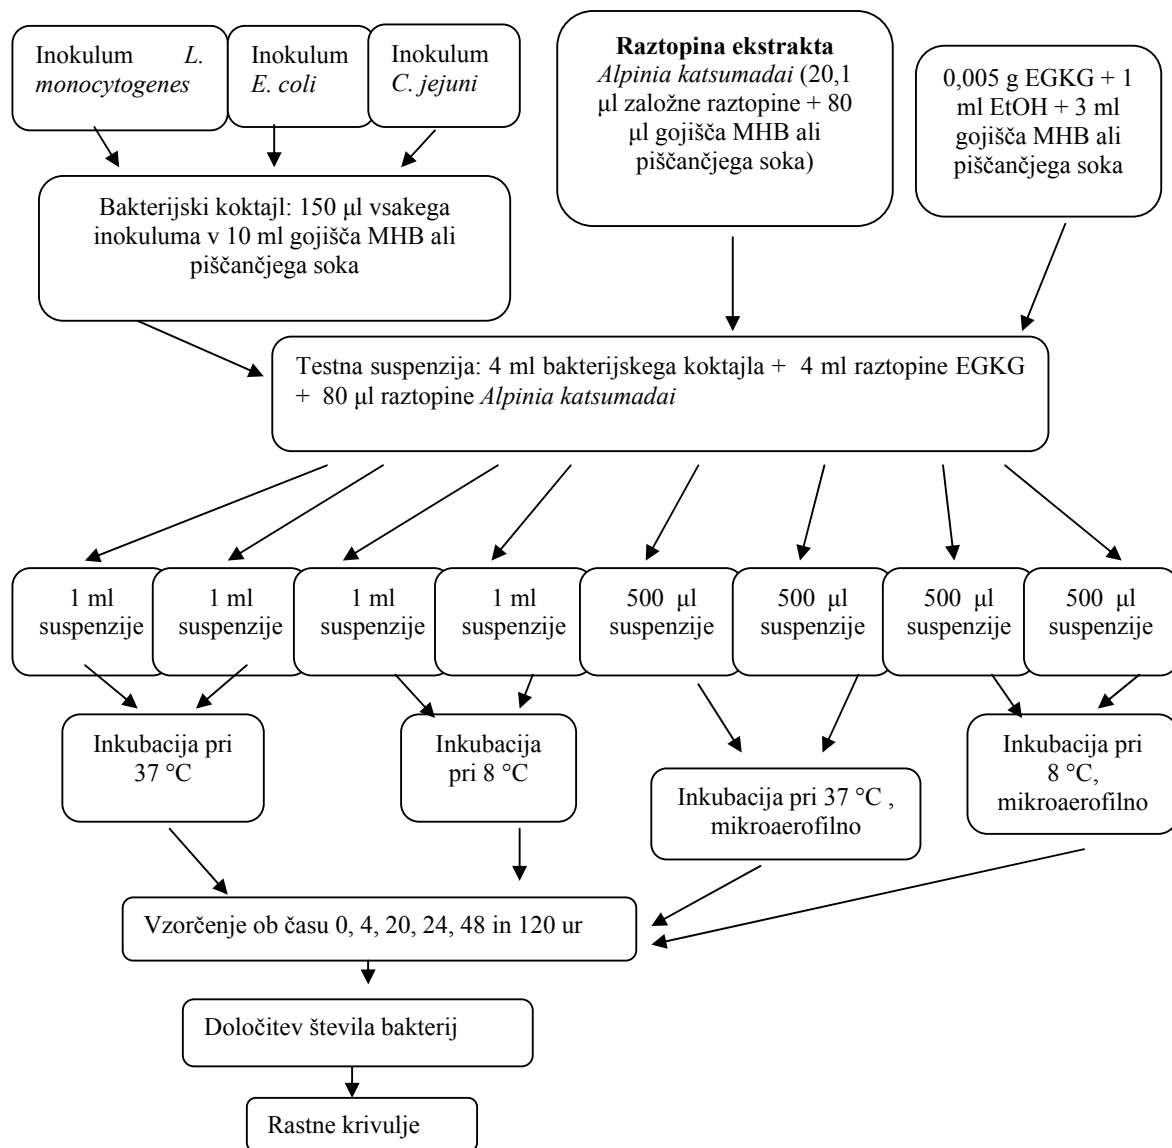 Inokulum L.
monocytogenes
Inokulum
E. coli
Inokulum
C. jejuni
Raztopina ekstrakta
Alpinia katsumadai (20,1
µl založne raztopine + 80
µl gojišča MHB ali
piščančjega soka)
0,005 g EGKG + 1
ml EtOH + 3 ml
gojišča MHB ali
piščančjega soka
Bakterijski koktajl: 150 µl vsakega
inokuluma v 10 ml gojišča MHB ali
piščančjega soka
Testna suspenzija: 4 ml bakterijskega koktajla + 4 ml raztopine EGKG
+ 80 µl raztopine Alpinia katsumadai
1 ml
suspenzije
1 ml
suspenzije
1 ml
suspenzije
1 ml
suspenzije
500 µl
suspenzije
500 µl
suspenzije
500 µl
suspenzije
500 µl
suspenzije
Inkubacija pri
37 °C
Inkubacija
pri 8 °C
Inkubacija pri 37 °C ,
mikroaerofilno
Inkubacija pri
8 °C,
mikroaerofilno
Vzorčenje ob času 0, 4, 20, 24, 48 in 120 ur
Določitev števila bakterij
Rastne krivulje